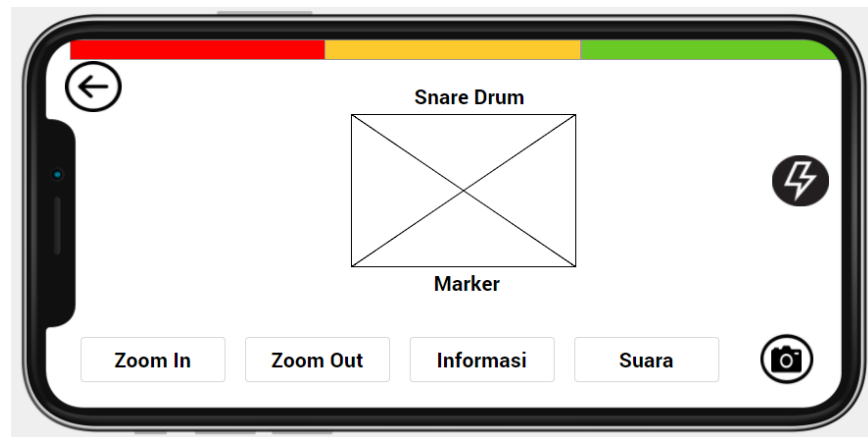 Snare Drum
Marker
Zoom In
Zoom Out
Informasi
Suara